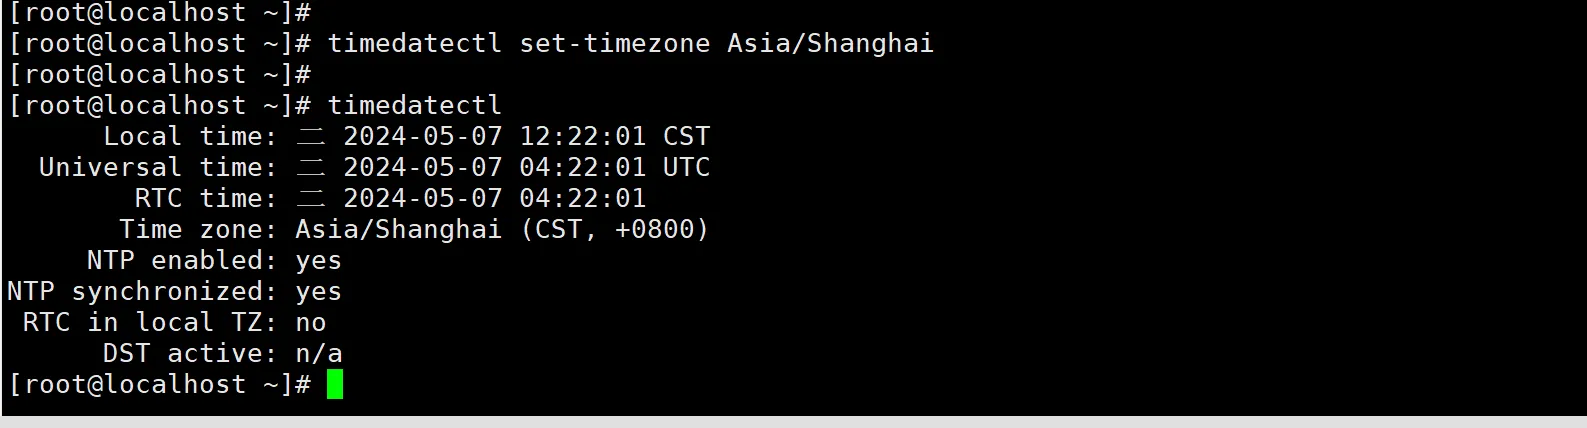 [root@localhost ~]#
[root@localhost ~]# timedatectl set-timezone Asia/Shanghai
[root@localhost ~]#
[root@localhost ~]# timedatectl
Local time: 二 2024-05-07 12:22:01 CST
Universal time: 二 2024-05-07 04:22:01 UTC
RTC time: 二 2024-05-07 04:22:01
Time zone: Asia/Shanghai (CST, +0800)
NTP enabled: yes
NTP synchronized: yes
RTC in local TZ: no
DST active: n/a
[root@localhost ~]#